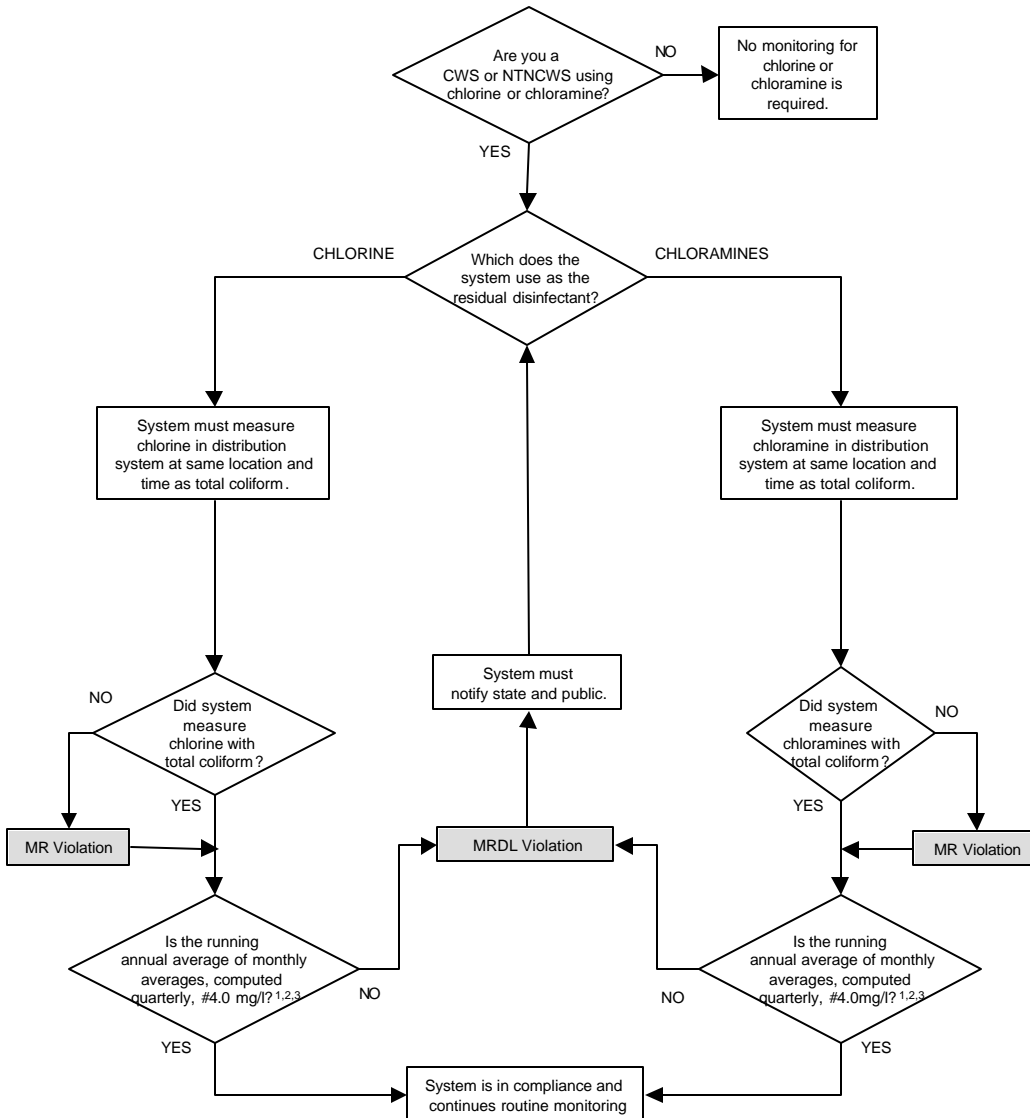 Are you a
CWS or NTNCWS using
chlorine or chloramine?
NO
No monitoring for
chlorine or
chloramine is
required.
YES
CHLORINE
Which does the
system use as the
residual disinfectant?
CHLORAMINES
System must measure
chlorine in distribution
system at same location and
time as total coliform.
System must measure
chloramine in distribution
system at same location and
time as total coliform.
System must
notify state and public.
NO
Did system
measure
chlorine with
total coliform?
YES
Did system
measure
chloramines with
total coliform?
NO
YES
MR Violation
MRDL Violation
MR Violation
Is the running
annual average of monthly
averages, computed
quarterly, #4.0 mg/l? 1,2,3
NO
YES
Is the running
annual average of monthly
averages, computed
quarterly, #4.0mg/l? 1,2,3
NO
YES
System is in compliance and
continues routine monitoring